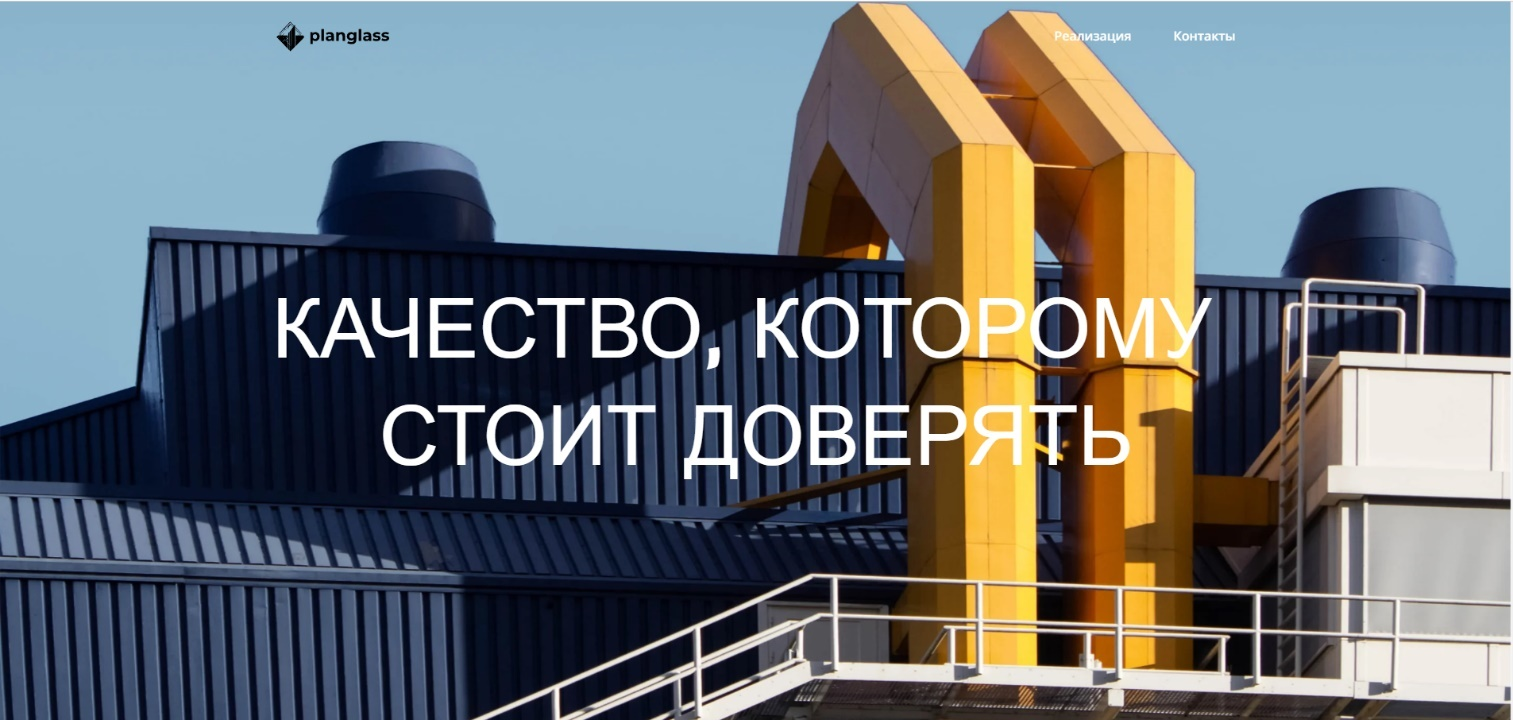 planglass
Реализация
Контакты
КАЧЕСТВО, КОТОРОМУ
СТОИТ ДОВЕРЯТЬ